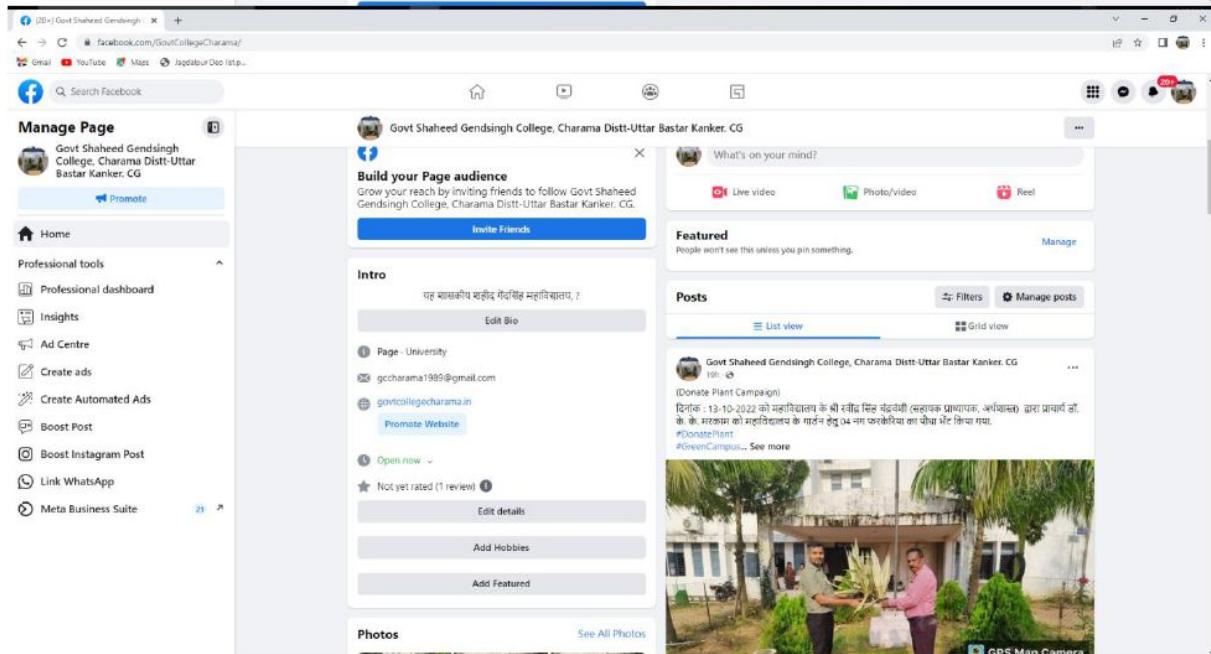 (20+) Govt Shaheed Gendsingh
facebook.com/GovtCollegeCharama/
Gmail YouTube Maps Jagdalpur Deo list.p...
Search Facebook
20+
Manage Page
Govt Shaheed Gendsingh
College, Charama Distt-Uttar
Bastar Kanker. CG
Promote
Home
Professional tools
Professional dashboard
Insights
Ad Centre
Create ads
Create Automated Ads
Boost Post
Boost Instagram Post
Link WhatsApp
Meta Business Suite 21
Govt Shaheed Gendsingh College, Charama Distt-Uttar Bastar Kanker. CG
Build your Page audience
Grow your reach by inviting friends to follow Govt Shaheed
Gendsingh College, Charama Distt-Uttar Bastar Kanker. CG.
Invite Friends
Intro
यह शासकीय शहीद गेंदसिंह महाविद्यालय, ?
Edit Bio
Page · University
gccharama1989@gmail.com
govtcollegecharama.in
Promote Website
Open now
Not yet rated (1 review)
Edit details
Add Hobbies
Add Featured
Photos
See All Photos
What's on your mind?
Live video
Photo/video
Reel
Featured
People won't see this unless you pin something.
Manage
Posts
Filters
Manage posts
List view
Grid view
Govt Shaheed Gendsingh College, Charama Distt-Uttar Bastar Kanker. CG
19h
(Donate Plant Campaign)
दिनांक : 13-10-2022 को महाविद्यालय के श्री रवींद्र सिंह चंद्रवंशी (सहायक प्राध्यापक, अर्थशास्त्र) द्वारा प्राचार्य डॉ.
के. के. मरकाम को महाविद्यालय के गार्डन हेतु 04 नग फरकेरिया का पौधा भेंट किया गया.
#DonatePlant
#GreenCampus... See more
GPS Map Camera